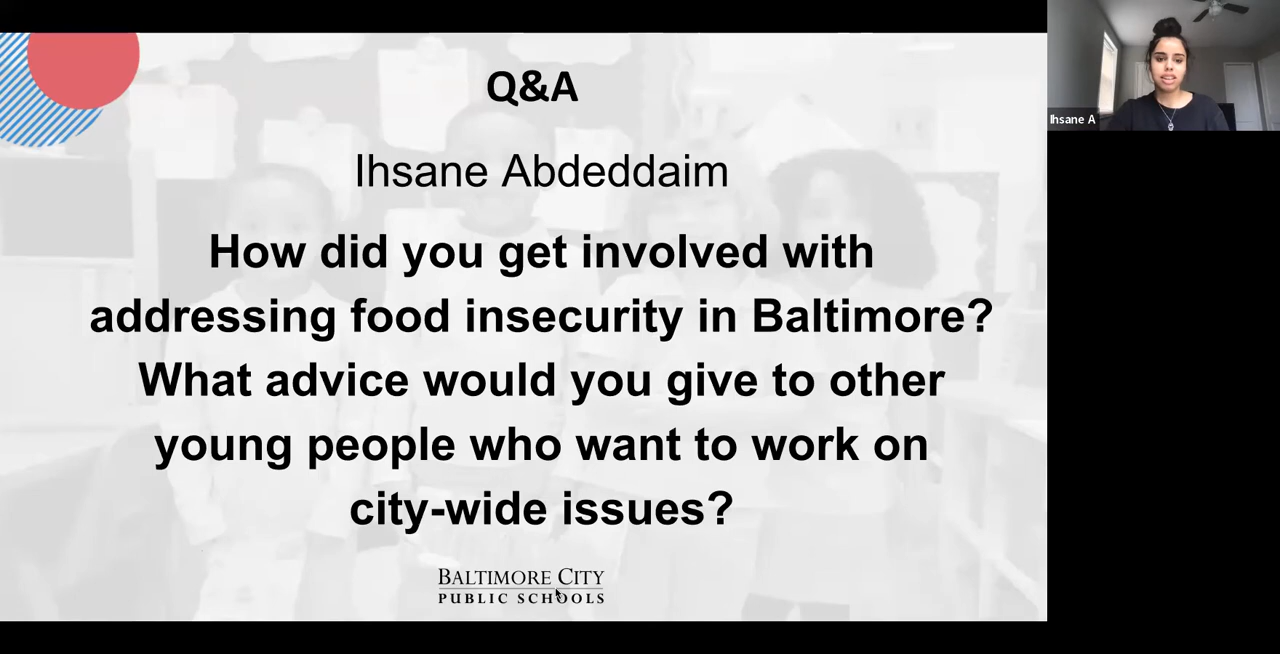 Q&A
Ihsane Abdeddaim
How did you get involved with
addressing food insecurity in Baltimore?
What advice would you give to other
young people who want to work on
city-wide issues?
BALTIMORE CITY
PUBLIC SCHOOLS
Ihsane A